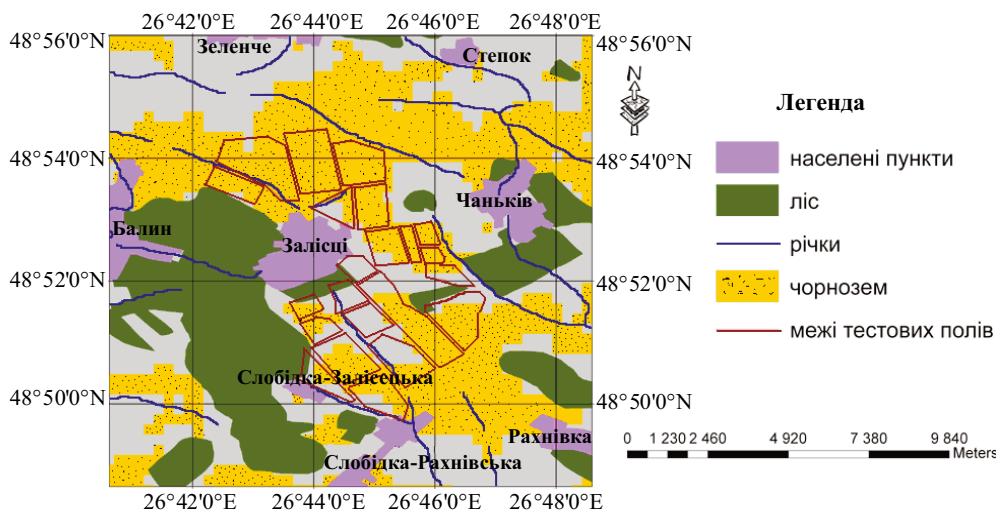 26°42'0"E 26°44'0"E 26°46'0"E 26°48'0"E
48°56'0"N
48°56'0"N
Зеленче
Степок
N
Легенда
48°54'0"N
48°54'0"N
населені пункти
Чаньків
ліс
Балин
Залісці
річки
48°52'0"N
48°52'0"N
чорнозем
межі тестових полів
Слобідка-Залісецька
48°50'0"N
48°50'0"N
Рахнівка
0 1 230 2 460 4 920 7 380 9 840
Meters
Слобідка-Рахнівська
26°42'0"E 26°44'0"E 26°46'0"E 26°48'0"E